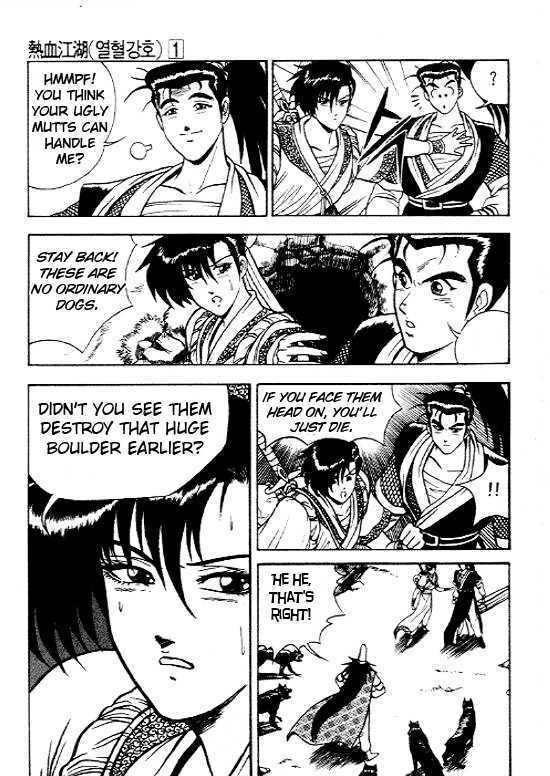 熱血江湖(열혈강호) 1
HMMPF!
YOU THINK
YOUR UGLY
MUTTS CAN
HANDLE
ME?
?
STAY BACK!
THESE ARE
NO ORDINARY
DOGS.
DIDN'T YOU SEE THEM
DESTROY THAT HUGE
BOULDER EARLIER?
IF YOU FACE THEM
HEAD ON, YOU'LL
JUST DIE.
!!
HE HE,
THAT'S
RIGHT!